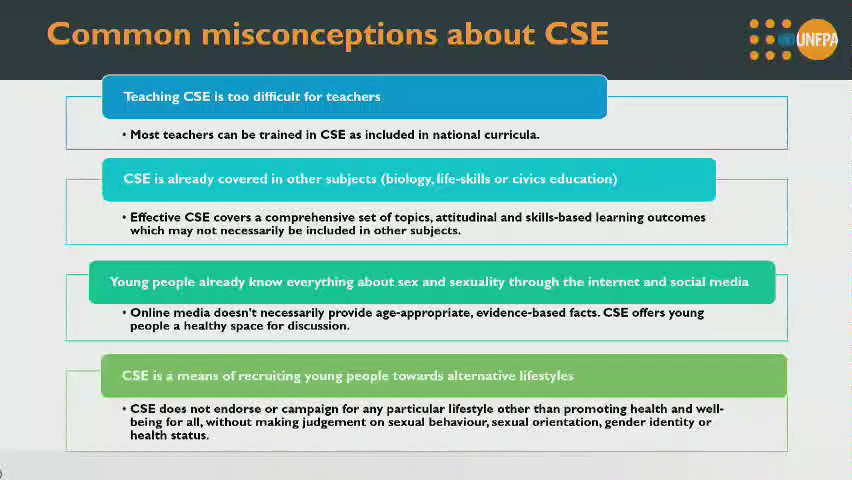 Common misconceptions about CSE
UNFPA
Teaching CSE is too difficult for teachers
• Most teachers can be trained in CSE as included in national curricula.
CSE is already covered in other subjects (biology, life-skills or civics education)
• Effective CSE covers a comprehensive set of topics, attitudinal and skills-based learning outcomes
which may not necessarily be included in other subjects.
Young people already know everything about sex and sexuality through the internet and social media
• Online media doesn't necessarily provide age-appropriate, evidence-based facts. CSE offers young
people a healthy space for discussion.
CSE is a means of recruiting young people towards alternative lifestyles
• CSE does not endorse or campaign for any particular lifestyle other than promoting health and well-
being for all, without making judgement on sexual behaviour, sexual orientation, gender identity or
health status.